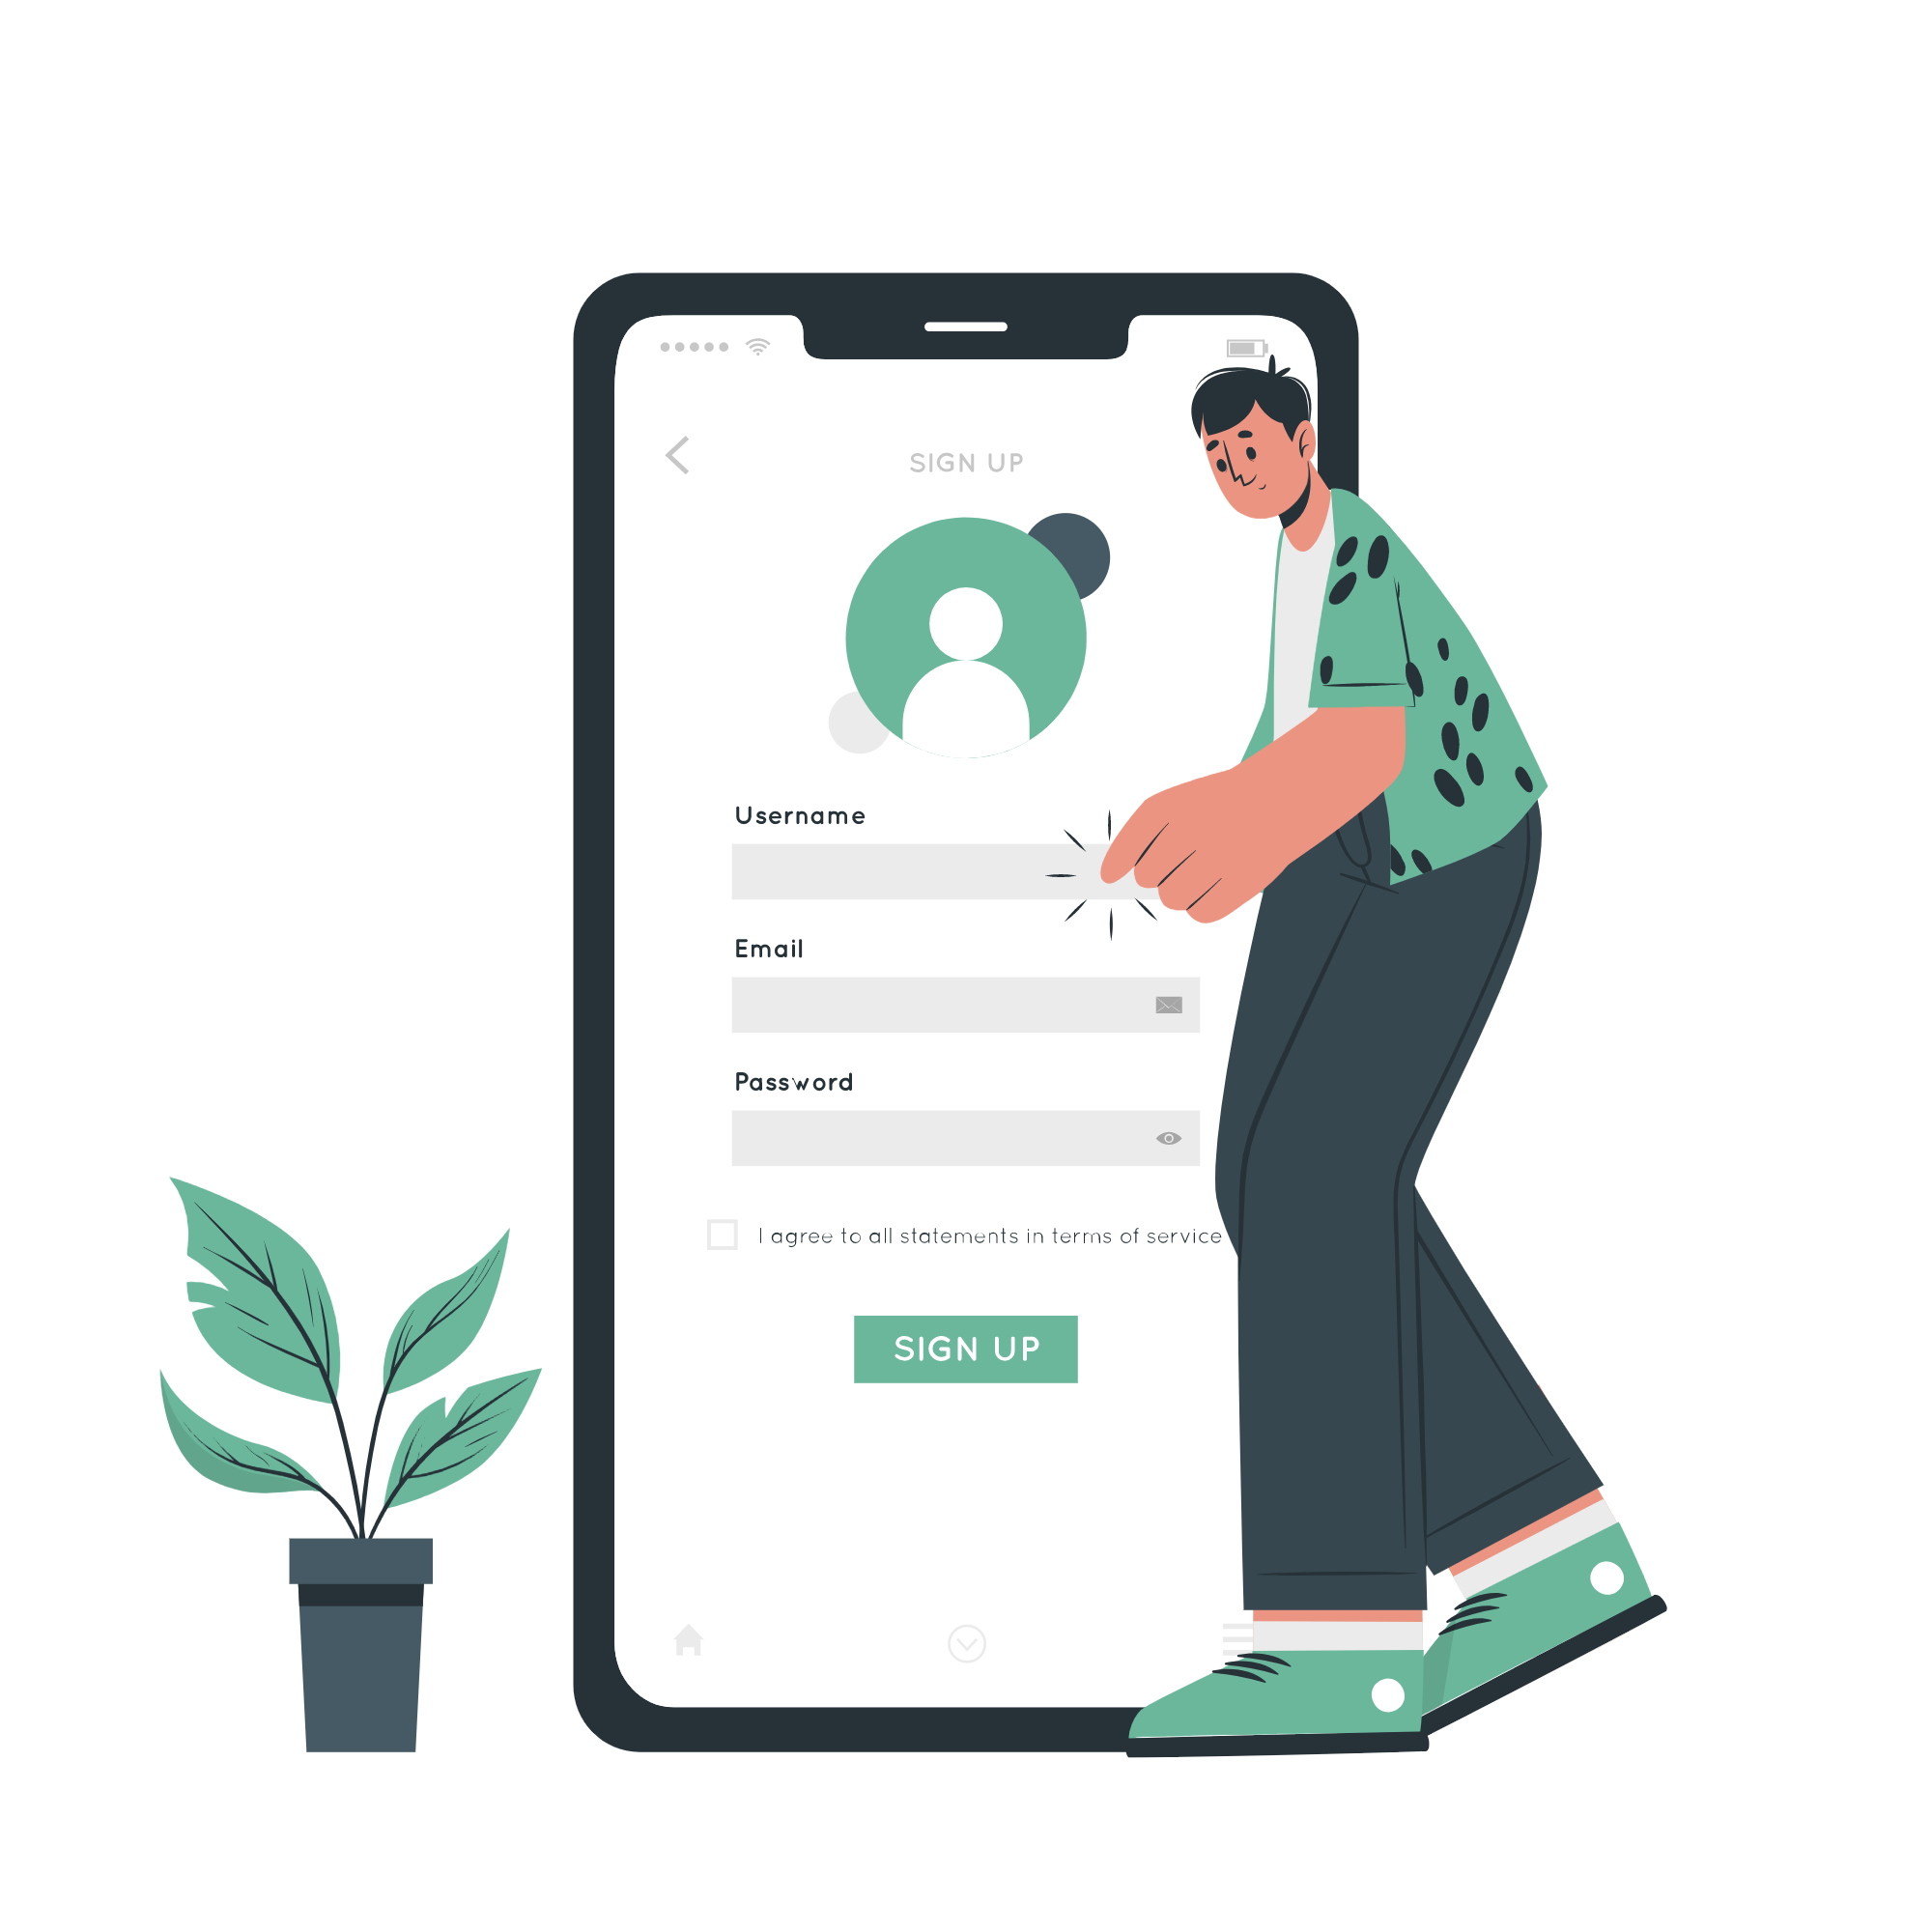 SIGN UP
Username
Email
Password
I agree to all statements in terms of service
SIGN UP